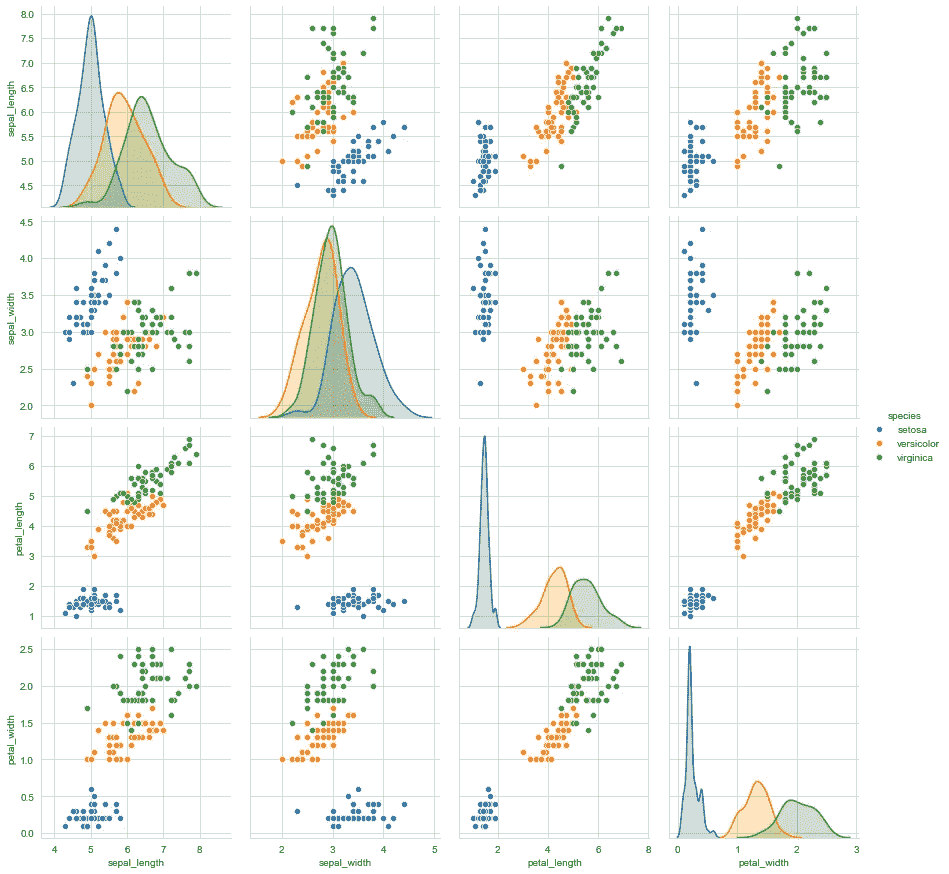 8.0
7.5
7.0
6.5
6.0
5.5
5.0
4.5
sepal_length
4.5
4.0
3.5
3.0
2.5
2.0
sepal_width
7
6
5
4
3
2
1
petal_length
2.5
2.0
1.5
1.0
0.5
0.0
petal_width
4 5 6 7 8
sepal_length
2 3 4 5
sepal_width
2 4 6 8
petal_length
0 1 2 3
petal_width
species
setosa
versicolor
virginica